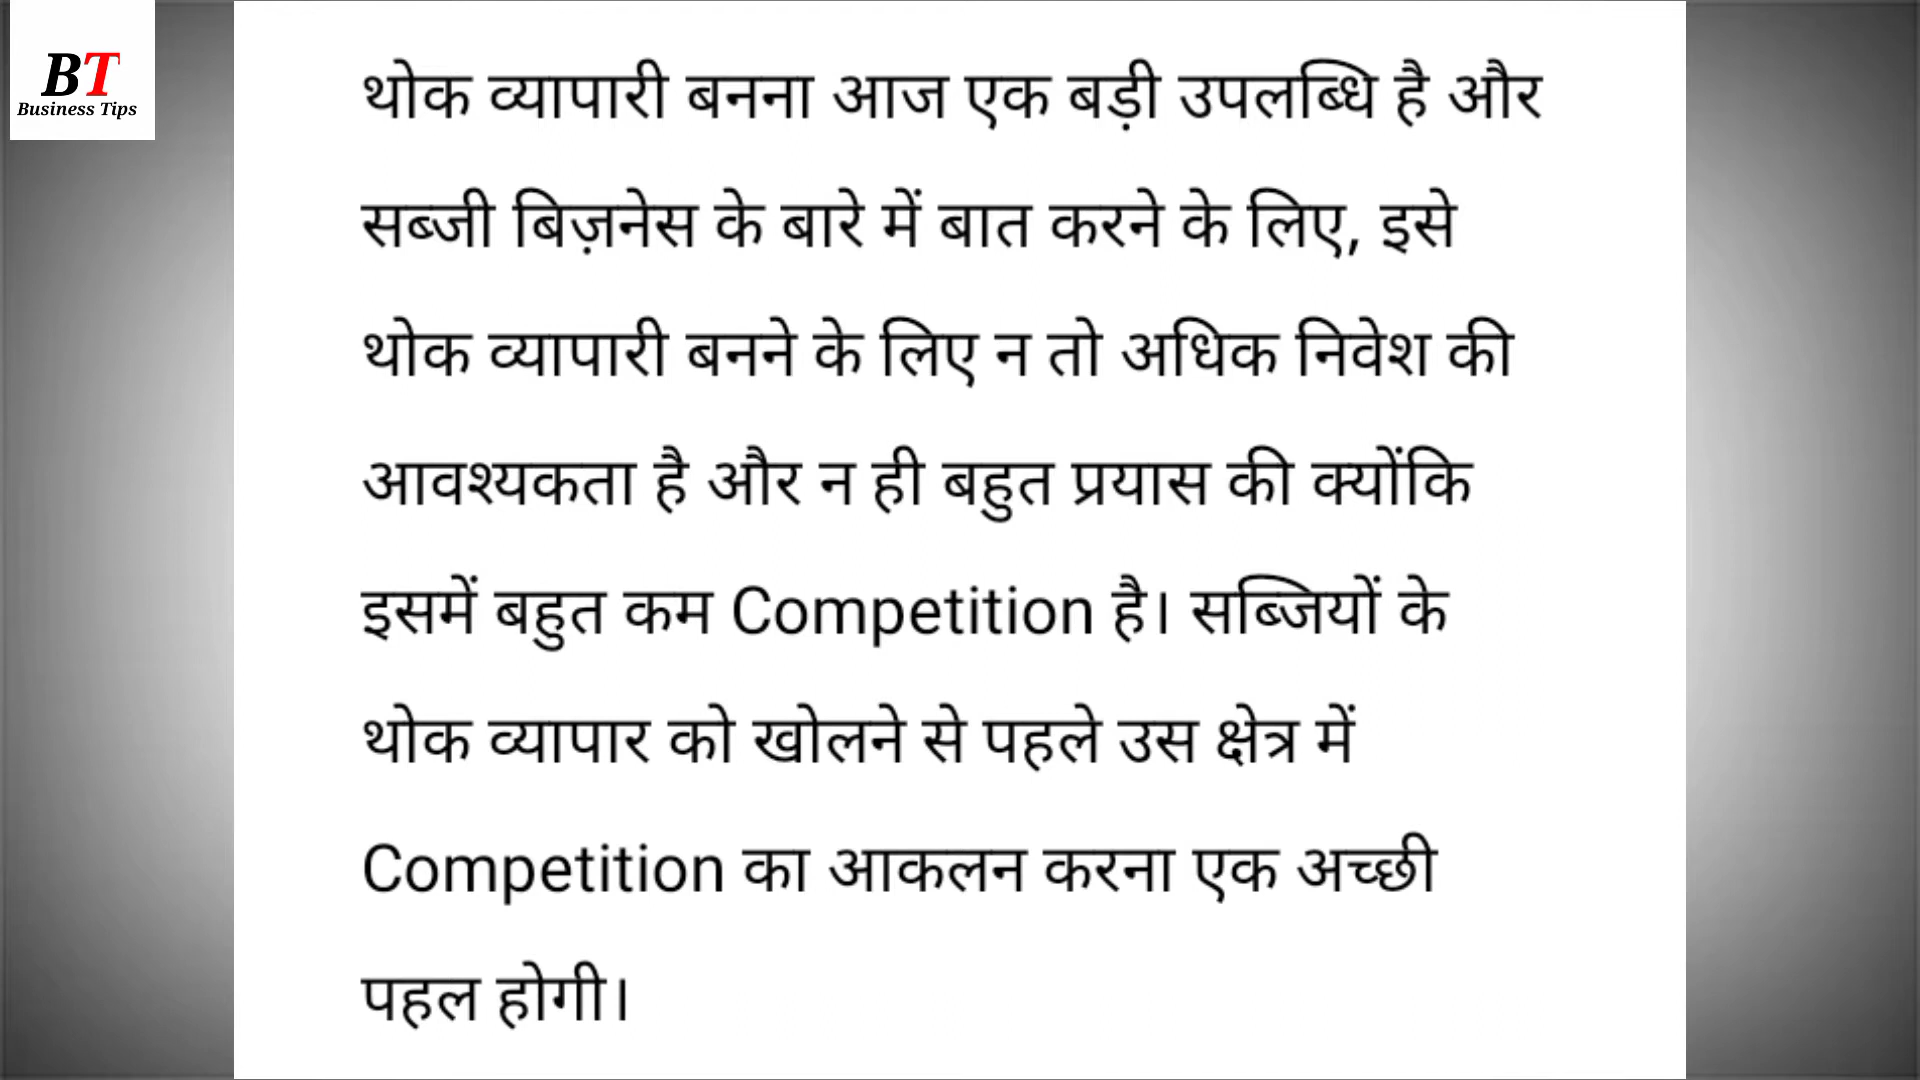 BT
Business Tips
थोक व्यापारी बनना आज एक बड़ी उपलब्धि है और
सब्जी बिज़नेस के बारे में बात करने के लिए, इसे
थोक व्यापारी बनने के लिए न तो अधिक निवेश की
आवश्यकता है और न ही बहुत प्रयास की क्योंकि
इसमें बहुत कम Competition है। सब्जियों के
थोक व्यापार को खोलने से पहले उस क्षेत्र में
Competition का आकलन करना एक अच्छी
पहल होगी।